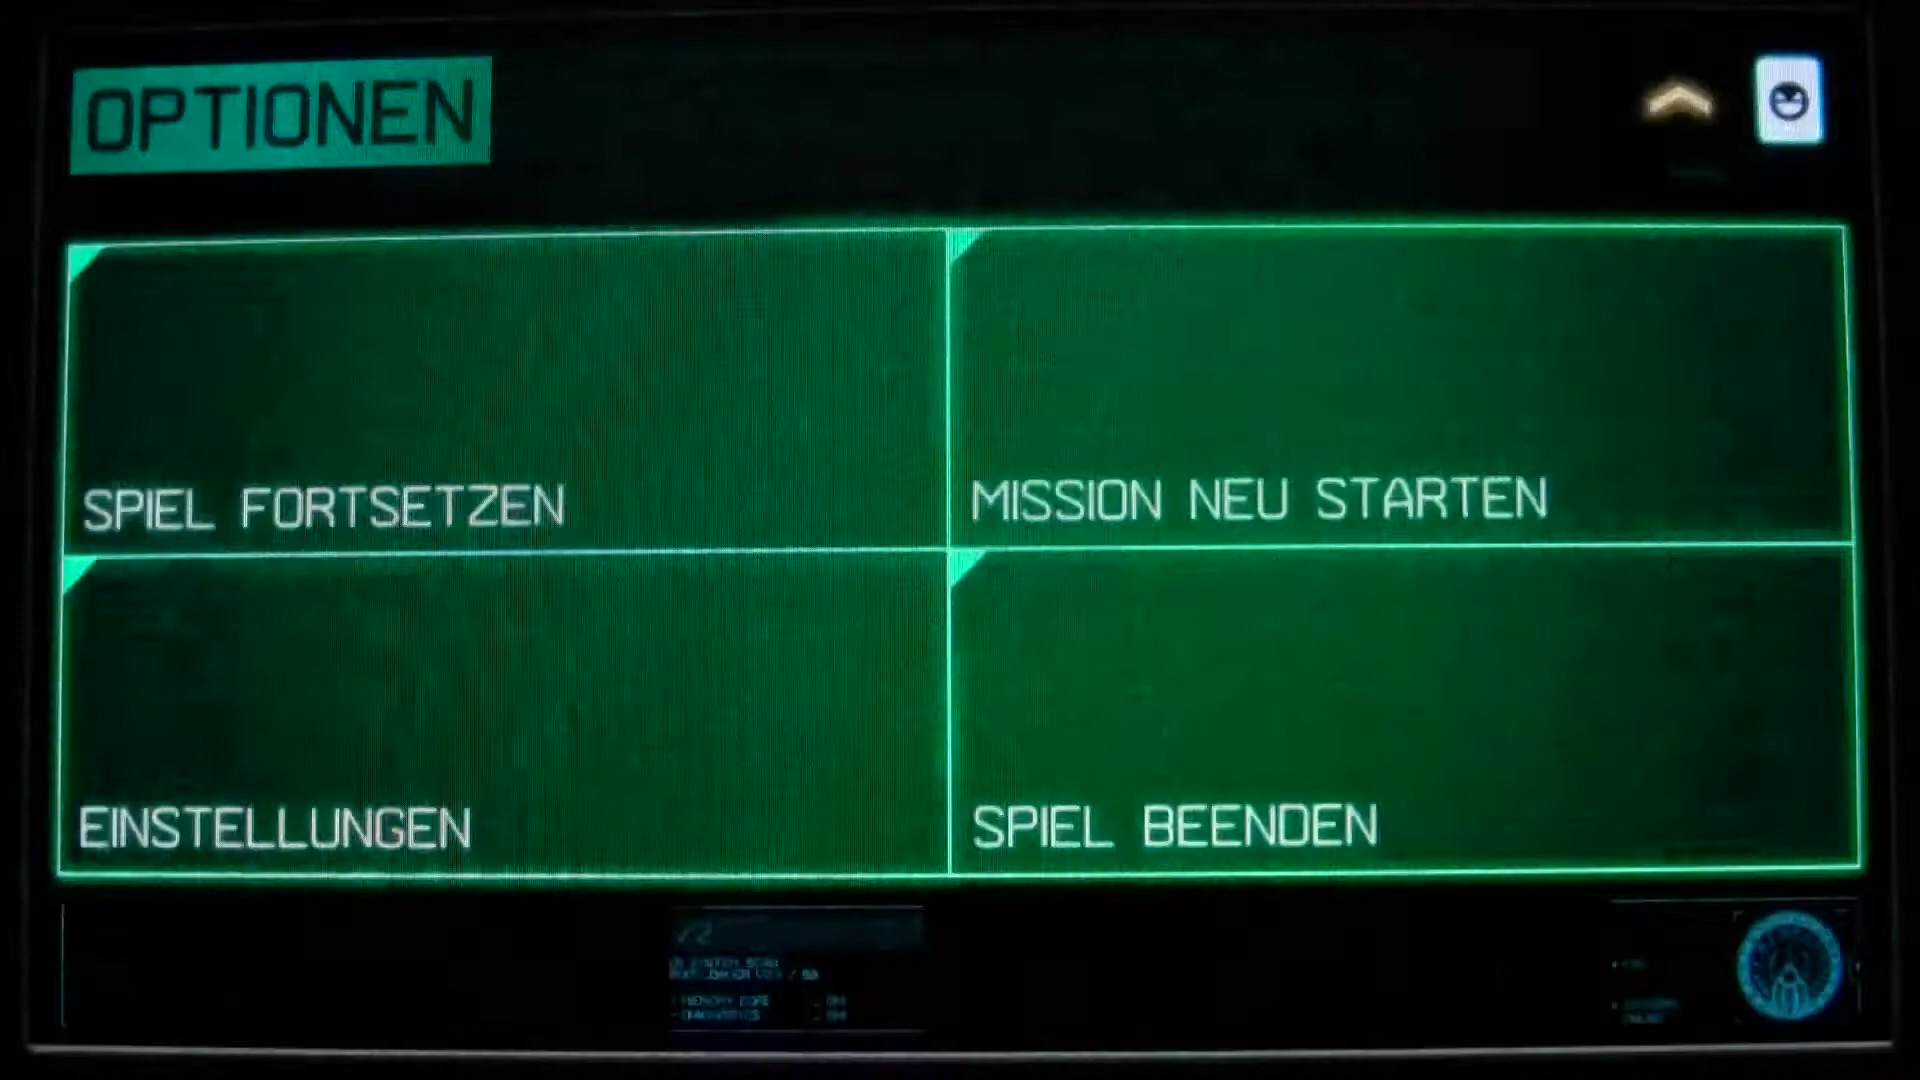 OPTIONEN
SPIEL FORTSETZEN
MISSION NEU STARTEN
EINSTELLUNGEN
SPIEL BEENDEN